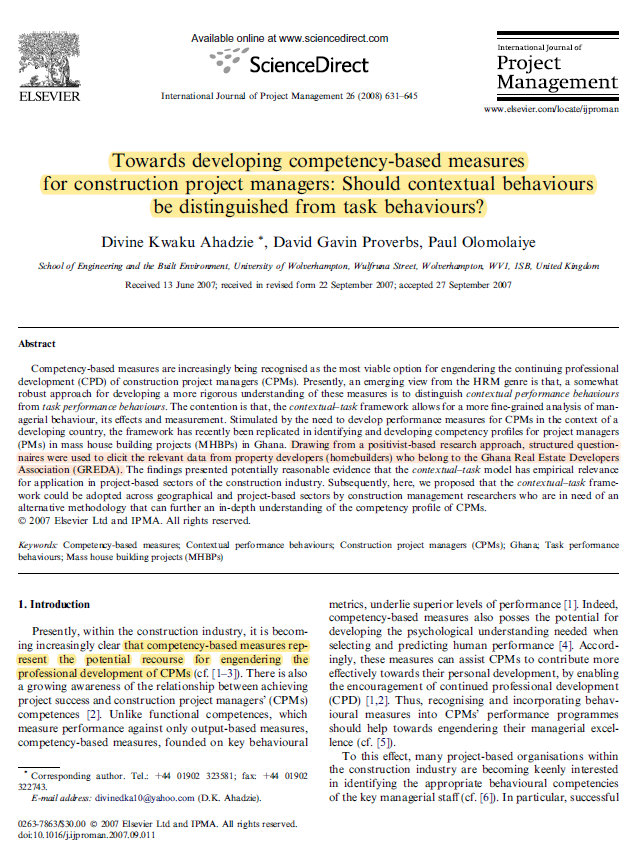 Available online at www.sciencedirect.com
ScienceDirect
ELSEVIER
International Journal of Project Management 26 (2008) 631–645
International Journal of
Project
Management
www.elsevier.com/locate/ijproman
Towards developing competency-based measures
for construction project managers: Should contextual behaviours
be distinguished from task behaviours?
Divine Kwaku Ahadzie *, David Gavin Proverbs, Paul Olomolaiye
School of Engineering and the Built Environment, University of Wolverhampton, Wulfruna Street, Wolverhampton, WV1, 1SB, United Kingdom
Received 13 June 2007; received in revised form 22 September 2007; accepted 27 September 2007
Abstract
Competency-based measures are increasingly being recognised as the most viable option for engendering the continuing professional
development (CPD) of construction project managers (CPMs). Presently, an emerging view from the HRM genre is that, a somewhat
robust approach for developing a more rigorous understanding of these measures is to distinguish contextual performance behaviours
from task performance behaviours. The contention is that, the contextual–task framework allows for a more fine-grained analysis of man-
agerial behaviour, its effects and measurement. Stimulated by the need to develop performance measures for CPMs in the context of a
developing country, the framework has recently been replicated in identifying and developing competency profiles for project managers
(PMs) in mass house building projects (MHBPs) in Ghana. Drawing from a positivist-based research approach, structured question-
naires were used to elicit the relevant data from property developers (homebuilders) who belong to the Ghana Real Estate Developers
Association (GREDA). The findings presented potentially reasonable evidence that the contextual–task model has empirical relevance
for application in project-based sectors of the construction industry. Subsequently, here, we proposed that the contextual–task frame-
work could be adopted across geographical and project-based sectors by construction management researchers who are in need of an
alternative methodology that can further an in-depth understanding of the competency profile of CPMs.
© 2007 Elsevier Ltd and IPMA. All rights reserved.
Keywords: Competency-based measures; Contextual performance behaviours; Construction project managers (CPMs); Ghana; Task performance
behaviours; Mass house building projects (MHBPs)
1. Introduction
Presently, within the construction industry, it is becom-
ing increasingly clear that competency-based measures rep-
resent the potential recourse for engendering the
professional development of CPMs (cf. [1–3]). There is also
a growing awareness of the relationship between achieving
project success and construction project managers' (CPMs)
competences [2]. Unlike functional competences, which
measure performance against only output-based measures,
competency-based measures, founded on key behavioural
* Corresponding author. Tel.: +44 01902 323581; fax: +44 01902
322743.
E-mail address: divinedka10@yahoo.com (D.K. Ahadzie).
0263-7863/$30.00 © 2007 Elsevier Ltd and IPMA. All rights reserved.
doi:10.1016/j.ijproman.2007.09.011
metrics, underlie superior levels of performance [1]. Indeed,
competency-based measures also posses the potential for
developing the psychological understanding needed when
selecting and predicting human performance [4]. Accord-
ingly, these measures can assist CPMs to contribute more
effectively towards their personal development, by enabling
the encouragement of continued professional development
(CPD) [1,2]. Thus, recognising and incorporating behav-
ioural measures into CPMs' performance programmes
should help towards engendering their managerial excel-
lence (cf. [5]).
To this effect, many project-based organisations within
the construction industry are becoming keenly interested
in identifying the appropriate behavioural competencies
of the key managerial staff (cf. [6]). In particular, successful